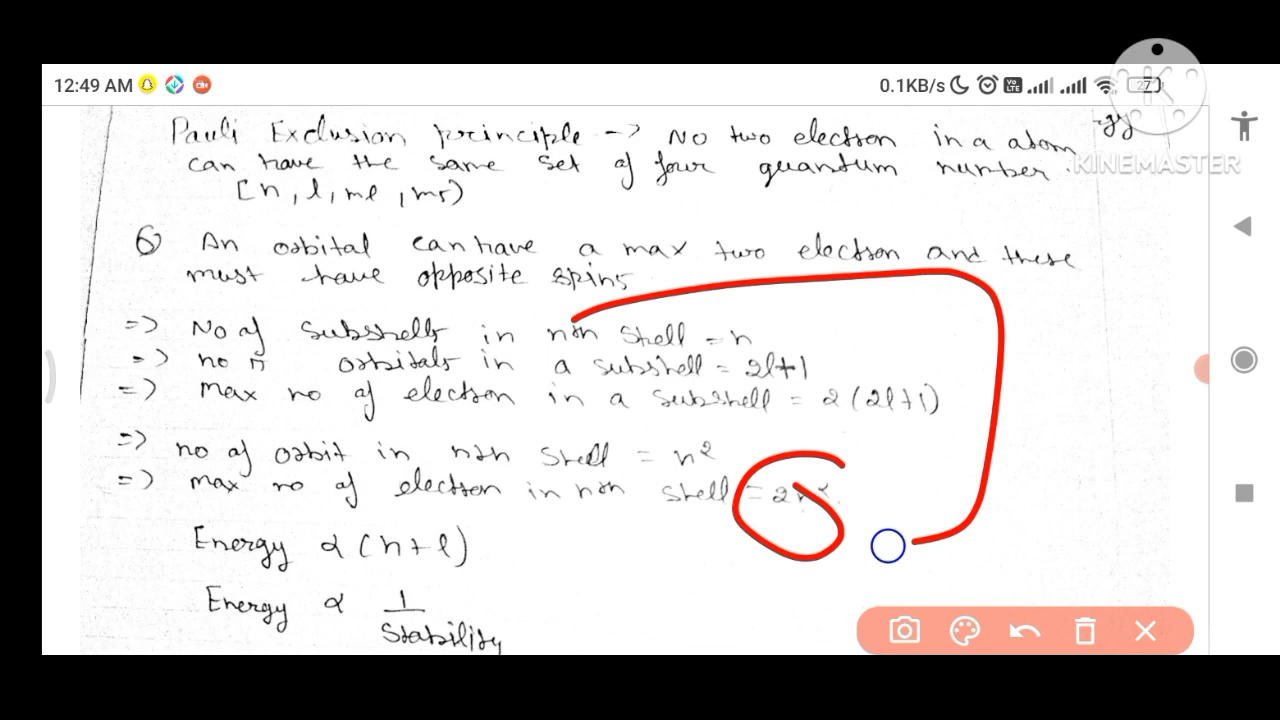 12:49 AM
0.1KB/s
Vo LTE
27
KINEMASTER
Pauli Exclusion principle -> No two electron in a atom
can have the same set of four quantum number.
[n, l, ml, ms)
6) An orbital can have a max two electron and these
must have opposite spins
=> No of subshells in nth shell = n
=> no n orbitals in a subshell = 2l+1
=> max no of electron in a subshell = 2(2l+1)
=> no of orbit in nth shell = n²
=> max no of electron in nth shell = 2n².
Energy α (n+l)
Energy α 1
Stability